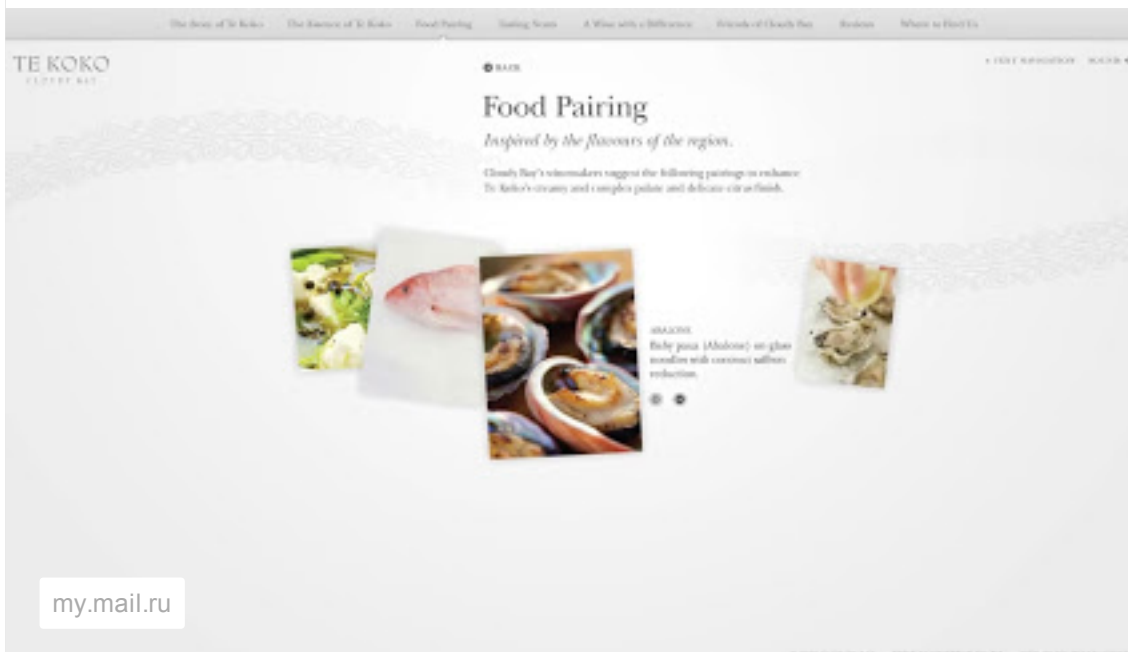 The Story of Te Koko
The Essence of Te Koko
Food Pairing
Tasting Notes
A Wine with a Difference
Friends of Cloudy Bay
Reviews
Where to Find Us
TE KOKO
CLOUDY BAY
BACK
TEXT NAVIGATION
SOUND
Food Pairing
Inspired by the flavours of the region.
Cloudy Bay's winemakers suggest the following pairings to enhance
Te Koko's creamy and complex palate and delicate citrus finish.
ABALONE
Baby paua (Abalone) on glass
noodles with coconut saffron
reduction.
my.mail.ru